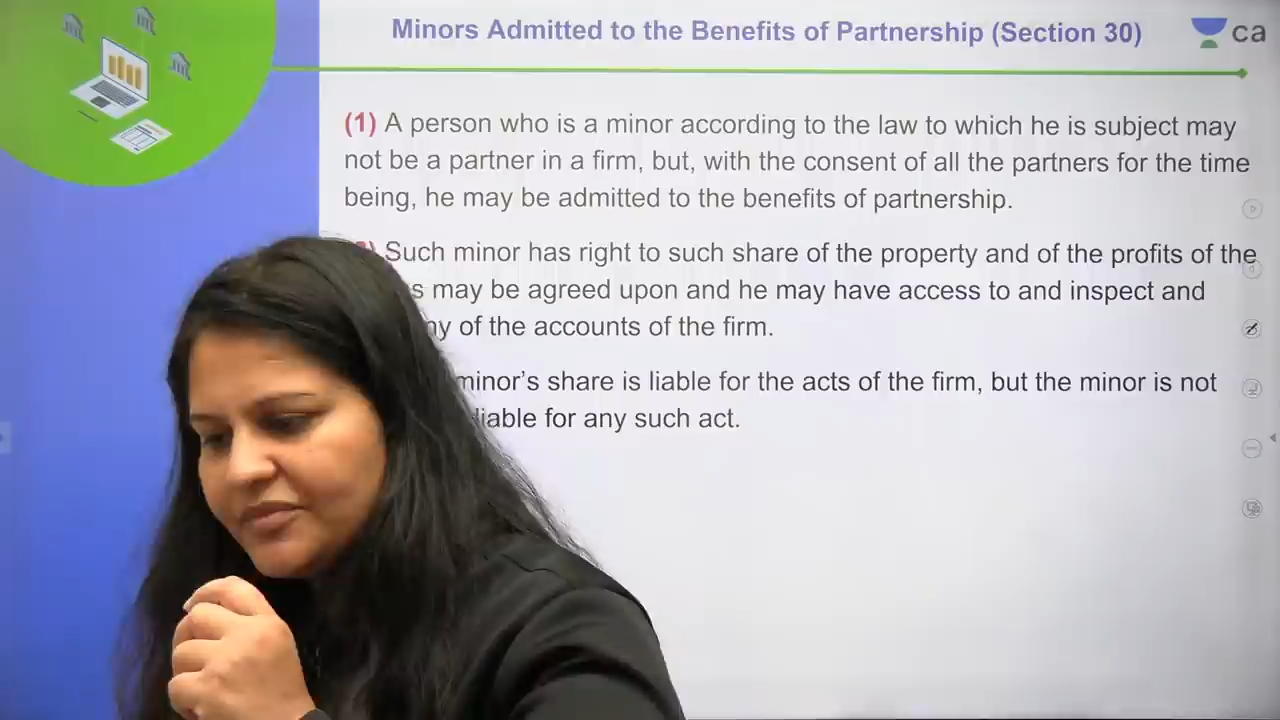 Minors Admitted to the Benefits of Partnership (Section 30)
ca
(1) A person who is a minor according to the law to which he is subject may
not be a partner in a firm, but, with the consent of all the partners for the time
being, he may be admitted to the benefits of partnership.
Such minor has right to such share of the property and of the profits of the
may be agreed upon and he may have access to and inspect and
of the accounts of the firm.
minor’s share is liable for the acts of the firm, but the minor is not
for any such act.